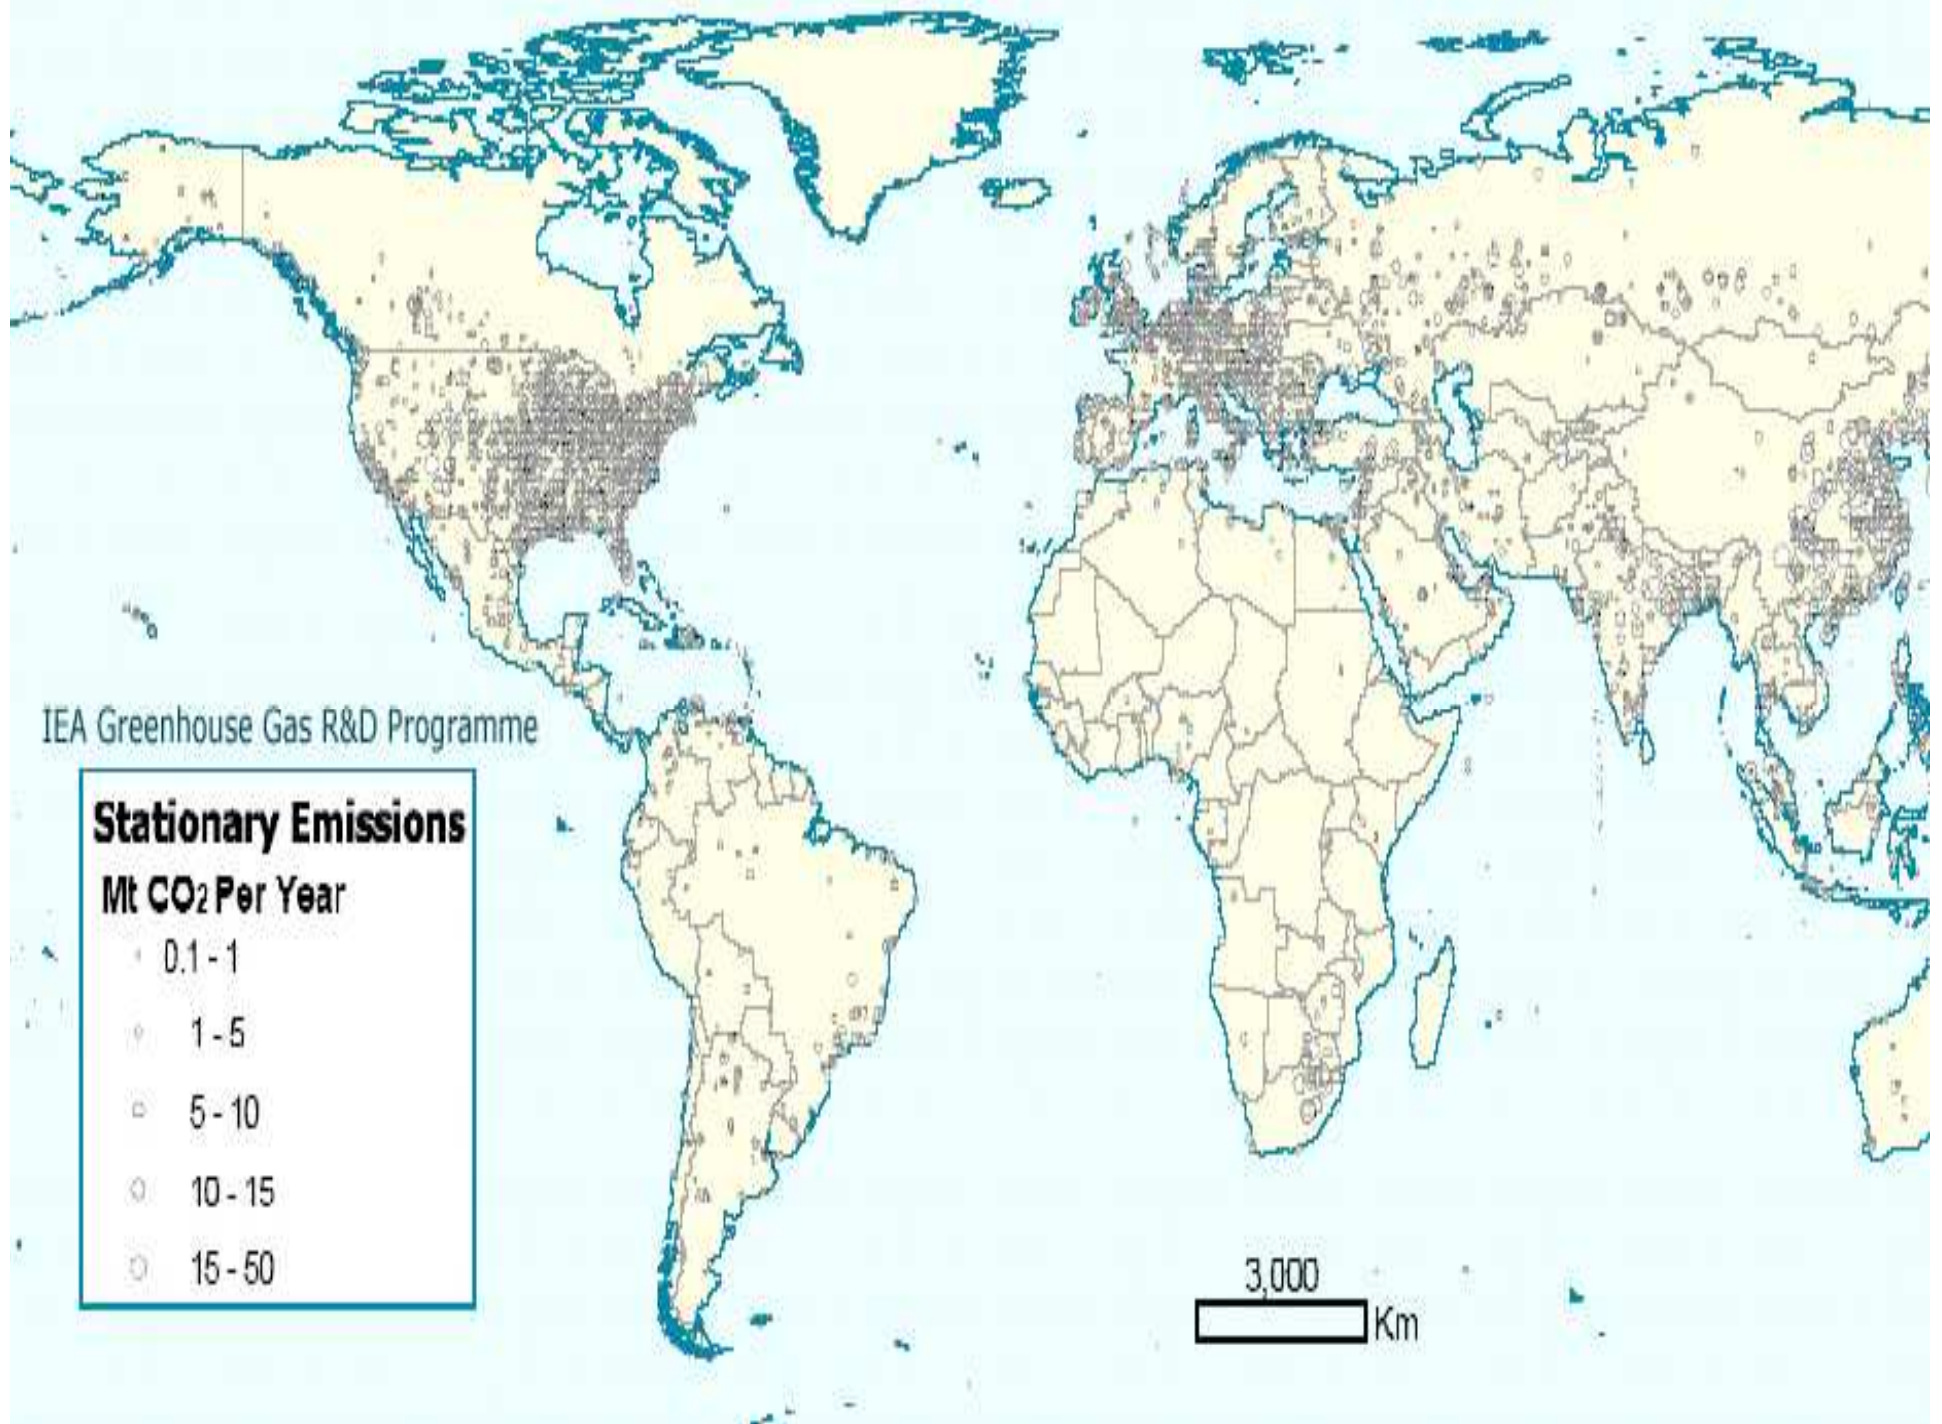 IEA Greenhouse Gas R&D Programme
Stationary Emissions
Mt CO2 Per Year
0.1 - 1
1 - 5
5 - 10
10 - 15
15 - 50
3,000
Km